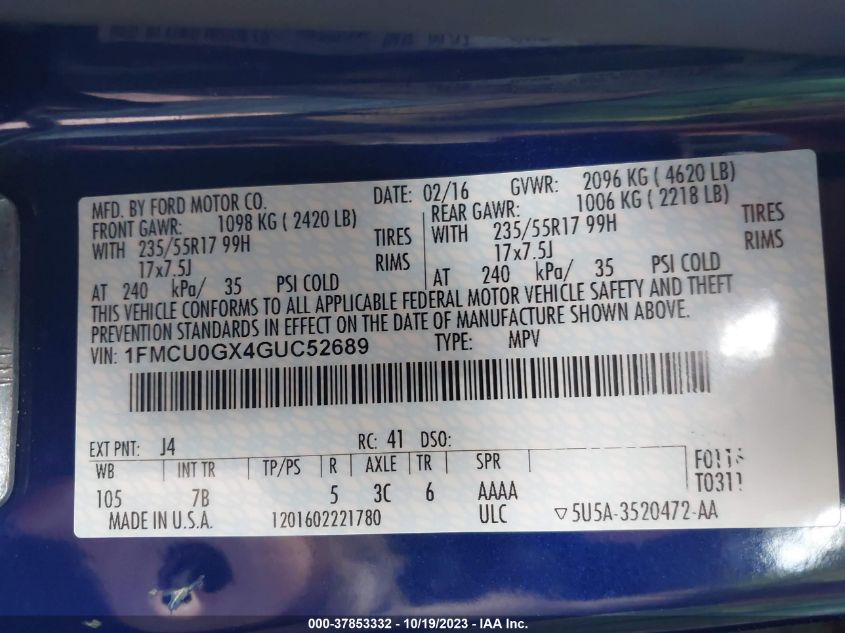 MFD. BY FORD MOTOR CO. DATE: 02/16 GVWR: 2096 KG ( 4620 LB)
FRONT GAWR: 1098 KG ( 2420 LB) REAR GAWR: 1006 KG ( 2218 LB)
WITH 235/55R17 99H TIRES WITH 235/55R17 99H TIRES
17x7.5J RIMS 17x7.5J RIMS
AT 240 kPa/ 35 PSI COLD AT 240 kPa/ 35 PSI COLD
THIS VEHICLE CONFORMS TO ALL APPLICABLE FEDERAL MOTOR VEHICLE SAFETY AND THEFT
PREVENTION STANDARDS IN EFFECT ON THE DATE OF MANUFACTURE SHOWN ABOVE.
VIN: 1FMCU0GX4GUC52689 TYPE: MPV
EXT PNT: J4 RC: 41 DSO:
WB INT TR TP/PS R AXLE TR SPR
105 7B 5 3C 6 AAAA T0311
MADE IN U.S.A. 1201602221780 ULC ▽5U5A-3520472-AA
000-37853332 - 10/19/2023 - IAA Inc.